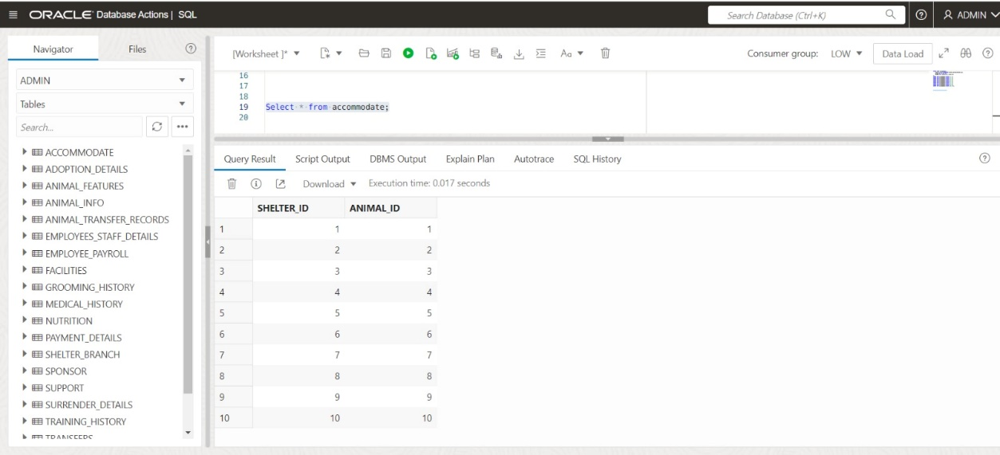 ORACLE Database Actions | SQL
Search Database (Ctrl+K)
ADMIN
Navigator
Files
[Worksheet ]*
Aa
Consumer group:
LOW
Data Load
ADMIN
Tables
Search...
ACCOMMODATE
ADOPTION_DETAILS
ANIMAL_FEATURES
ANIMAL_INFO
ANIMAL_TRANSFER_RECORDS
EMPLOYEES_STAFF_DETAILS
EMPLOYEE_PAYROLL
FACILITIES
GROOMING_HISTORY
MEDICAL_HISTORY
NUTRITION
PAYMENT_DETAILS
SHELTER_BRANCH
SPONSOR
SUPPORT
SURRENDER_DETAILS
TRAINING_HISTORY
TRANSFERS
16
17
18
19 Select * from accommodate;
20
Query Result
Script Output
DBMS Output
Explain Plan
Autotrace
SQL History
Download
Execution time: 0.017 seconds
SHELTER_ID ANIMAL_ID
1 1 1
2 2 2
3 3 3
4 4 4
5 5 5
6 6 6
7 7 7
8 8 8
9 9 9
10 10 10